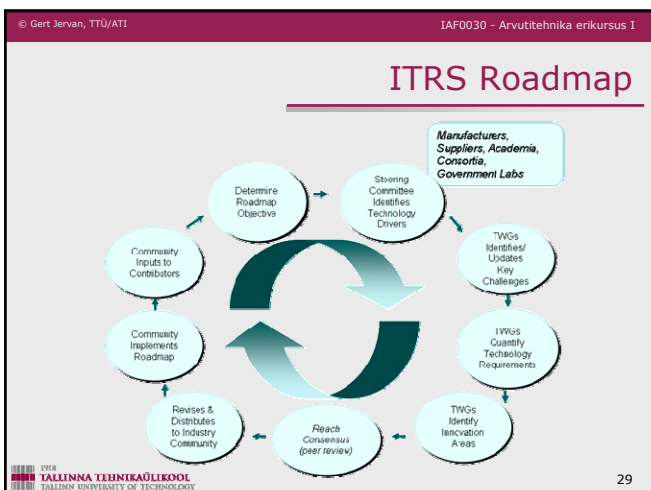 © Gert Jervan, TTÜ/ATI
IAF0030 - Arvutitehnika erikursus I
ITRS Roadmap
Manufacturers,
Suppliers, Academia,
Consortia,
Government Labs
Determine
Roadmap
Objective
Steering
Committee
Identifies
Technology
Drivers
TWGs
Identifies/
Updates
Key
Challenges
TWGs
Quantify
Technology
Requirements
TWGs
Identify
Innovation
Areas
Reach
Consensus
(peer review)
Revises &
Distributes
to Industry
Community
Community
Implements
Roadmap
Community
Inputs to
Contributors
1918
TALLINNA TEHNIKAÜLIKOOL
TALLINN UNIVERSITY OF TECHNOLOGY
29